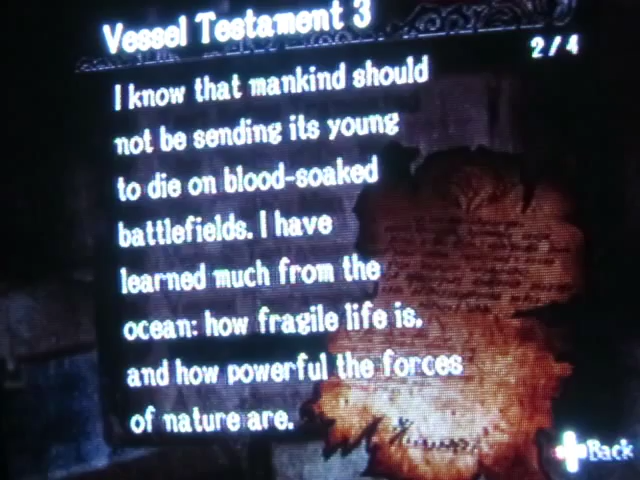 Vessel Testament 3
2/4
I know that mankind should
not be sending its young
to die on blood-soaked
battlefields. I have
learned much from the
ocean: how fragile life is,
and how powerful the forces
of nature are.
Back